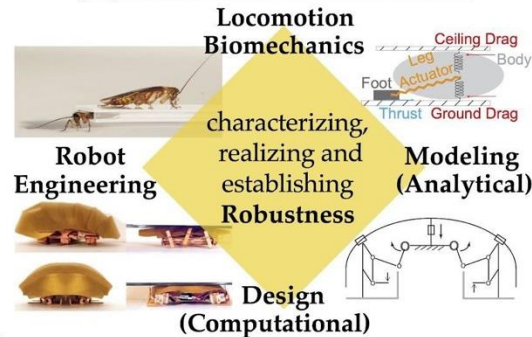 Locomotion
Biomechanics
Ceiling Drag
Body
Leg
Actuator
Foot
Thrust
Ground Drag
characterizing,
realizing and
establishing
Robustness
Robot
Engineering
Modeling
(Analytical)
Design
(Computational)